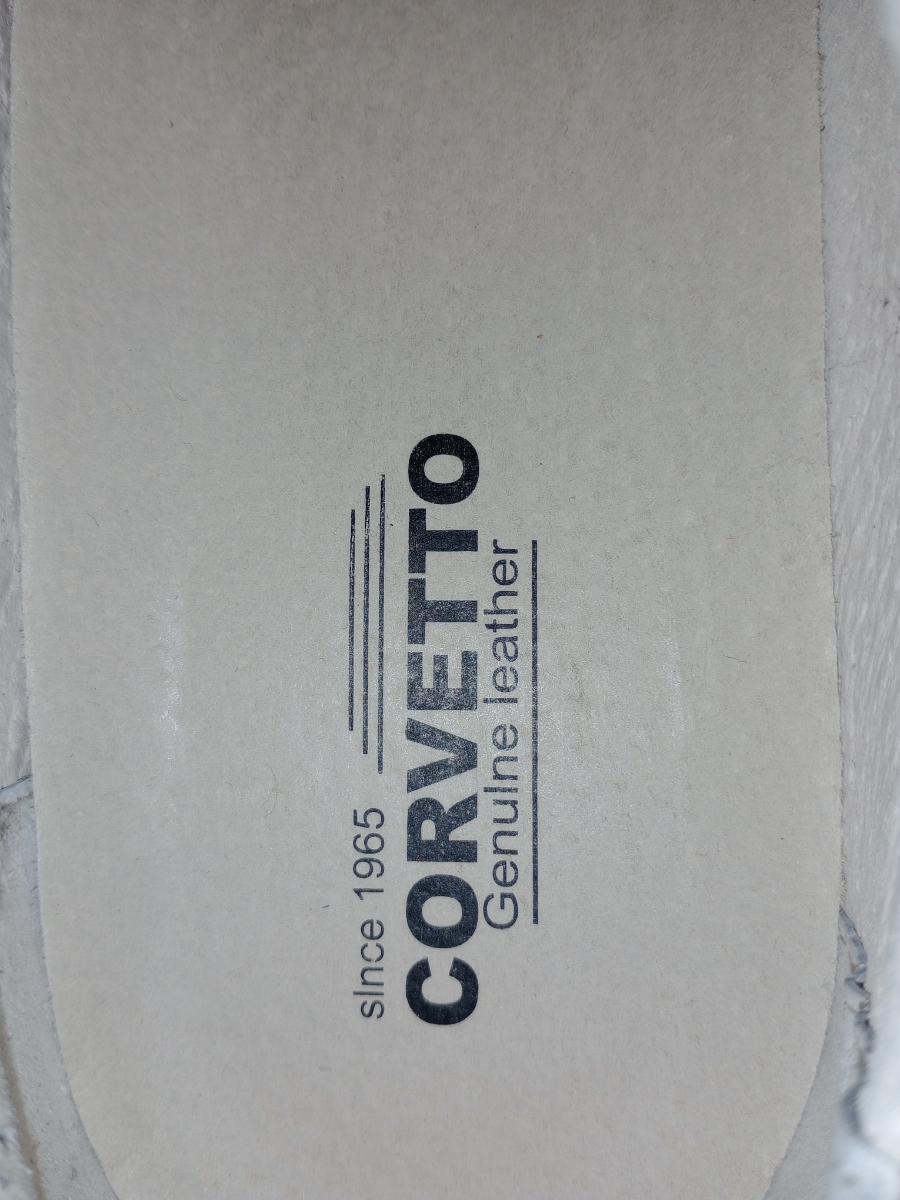 sInce 1965
CORVETTO
GenuIne leather